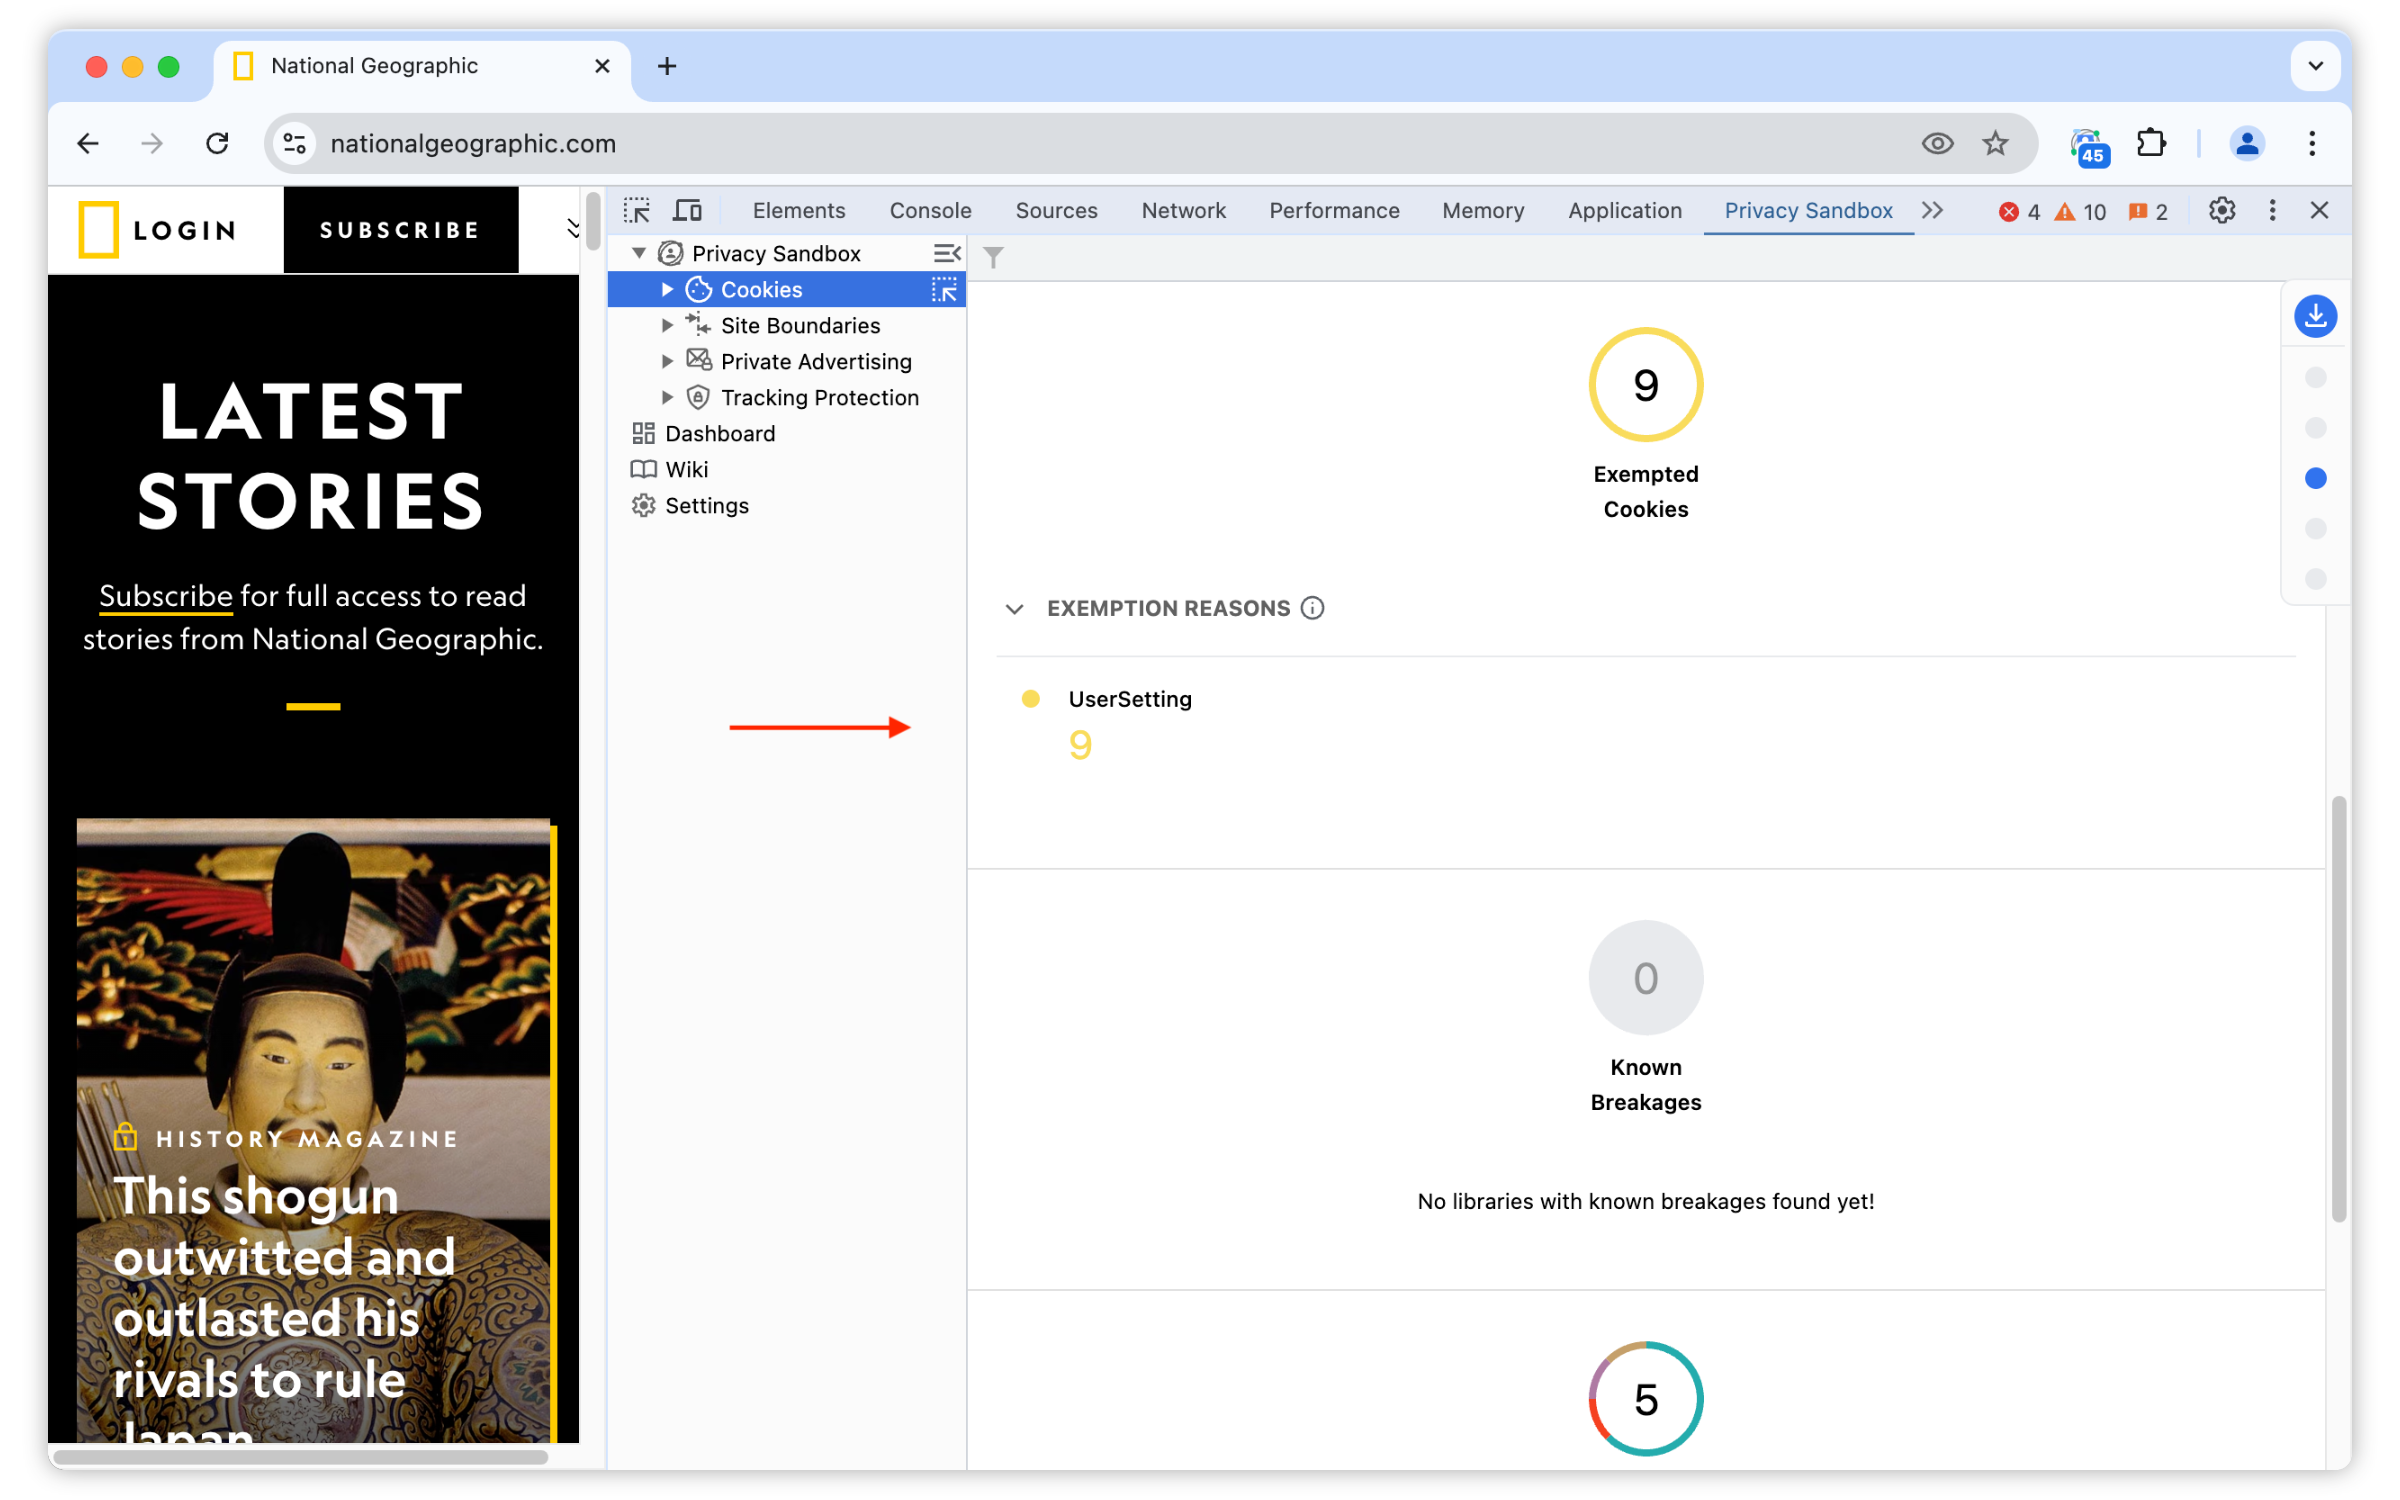 National Geographic
nationalgeographic.com
45
LOGIN
SUBSCRIBE
Elements
Console
Sources
Network
Performance
Memory
Application
Privacy Sandbox
4
10
2
LATEST
STORIES
Subscribe for full access to read
stories from National Geographic.
HISTORY MAGAZINE
This shogun
outwitted and
outlasted his
rivals to rule
Japan
Privacy Sandbox
Cookies
Site Boundaries
Private Advertising
Tracking Protection
Dashboard
Wiki
Settings
9
Exempted
Cookies
EXEMPTION REASONS
UserSetting
9
0
Known
Breakages
No libraries with known breakages found yet!
5